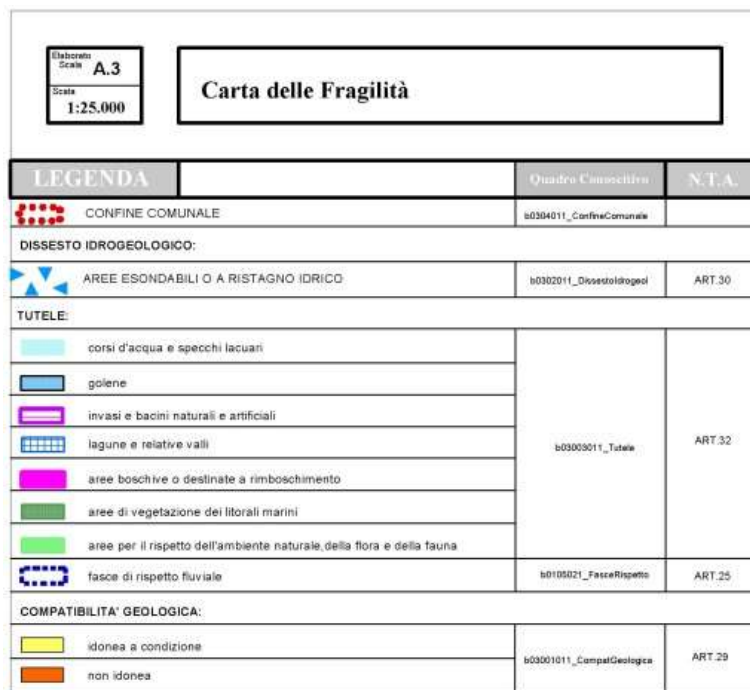 Elaborato
Scala A.3
Scala
1:25.000
Carta delle Fragilità
LEGENDA Quadro Conoscitivo N.T.A.
CONFINE COMUNALE b0304011_ConfineComunale
DISSESTO IDROGEOLOGICO:
AREE ESONDABILI O A RISTAGNO IDRICO b0302011_DissestoIdrogeol ART.30
TUTELE:
corsi d'acqua e specchi lacuari
golene
invasi e bacini naturali e artificiali
lagune e relative valli b03003011_Tutele ART.32
aree boschive o destinate a rimboschimento
aree di vegetazione dei litorali marini
aree per il rispetto dell'ambiente naturale,della flora e della fauna
fasce di rispetto fluviale b0105021_FasceRispetto ART.25
COMPATIBILITA' GEOLOGICA:
idonea a condizione
b03001011_CompatGeologica ART.29
non idonea